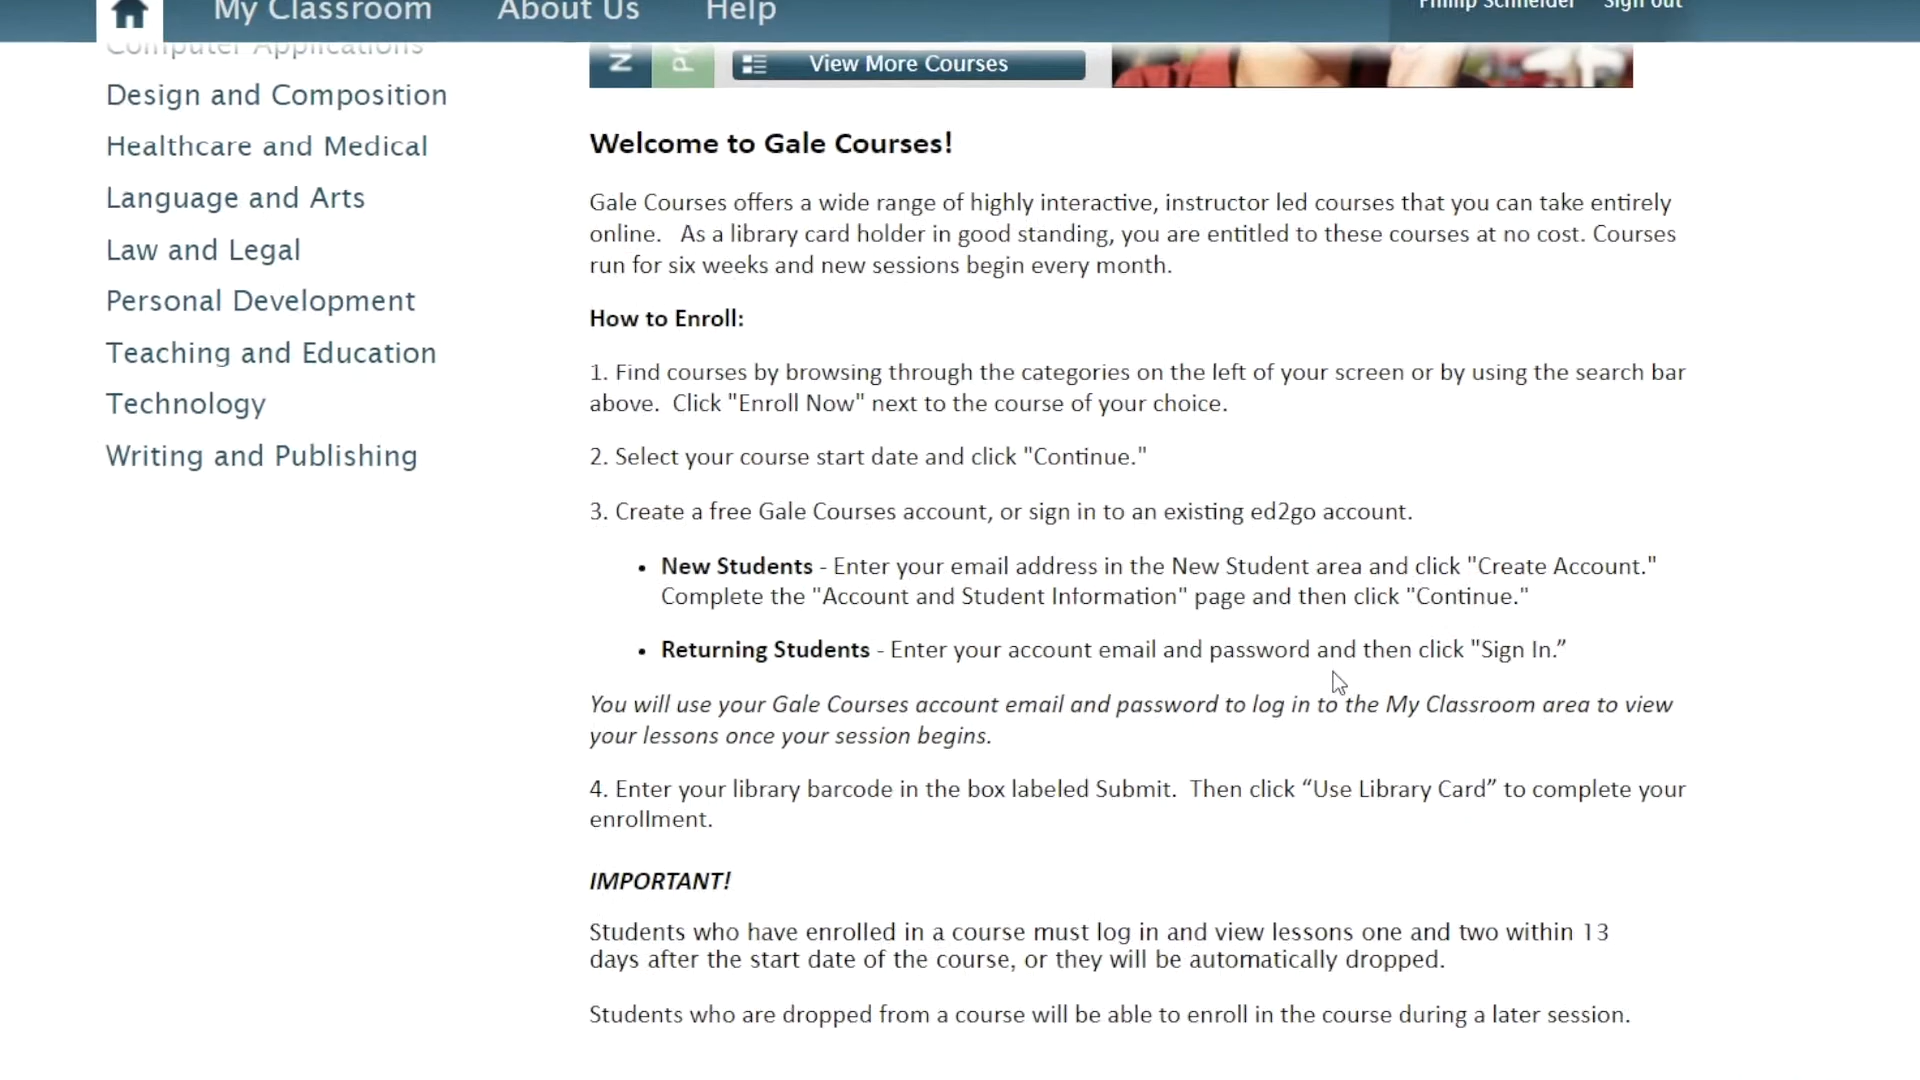 My Classroom About Us Help Phillip Schneider Sign out
Computer Applications
Design and Composition
Healthcare and Medical
Language and Arts
Law and Legal
Personal Development
Teaching and Education
Technology
Writing and Publishing
View More Courses
Welcome to Gale Courses!
Gale Courses offers a wide range of highly interactive, instructor led courses that you can take entirely
online.   As a library card holder in good standing, you are entitled to these courses at no cost. Courses
run for six weeks and new sessions begin every month.
How to Enroll:
1. Find courses by browsing through the categories on the left of your screen or by using the search bar
above.  Click "Enroll Now" next to the course of your choice.
2. Select your course start date and click "Continue."
3. Create a free Gale Courses account, or sign in to an existing ed2go account.
• New Students - Enter your email address in the New Student area and click "Create Account."
Complete the "Account and Student Information" page and then click "Continue."
• Returning Students - Enter your account email and password and then click "Sign In.”
You will use your Gale Courses account email and password to log in to the My Classroom area to view
your lessons once your session begins.
4. Enter your library barcode in the box labeled Submit.  Then click “Use Library Card” to complete your
enrollment.
IMPORTANT!
Students who have enrolled in a course must log in and view lessons one and two within 13
days after the start date of the course, or they will be automatically dropped.
Students who are dropped from a course will be able to enroll in the course during a later session.